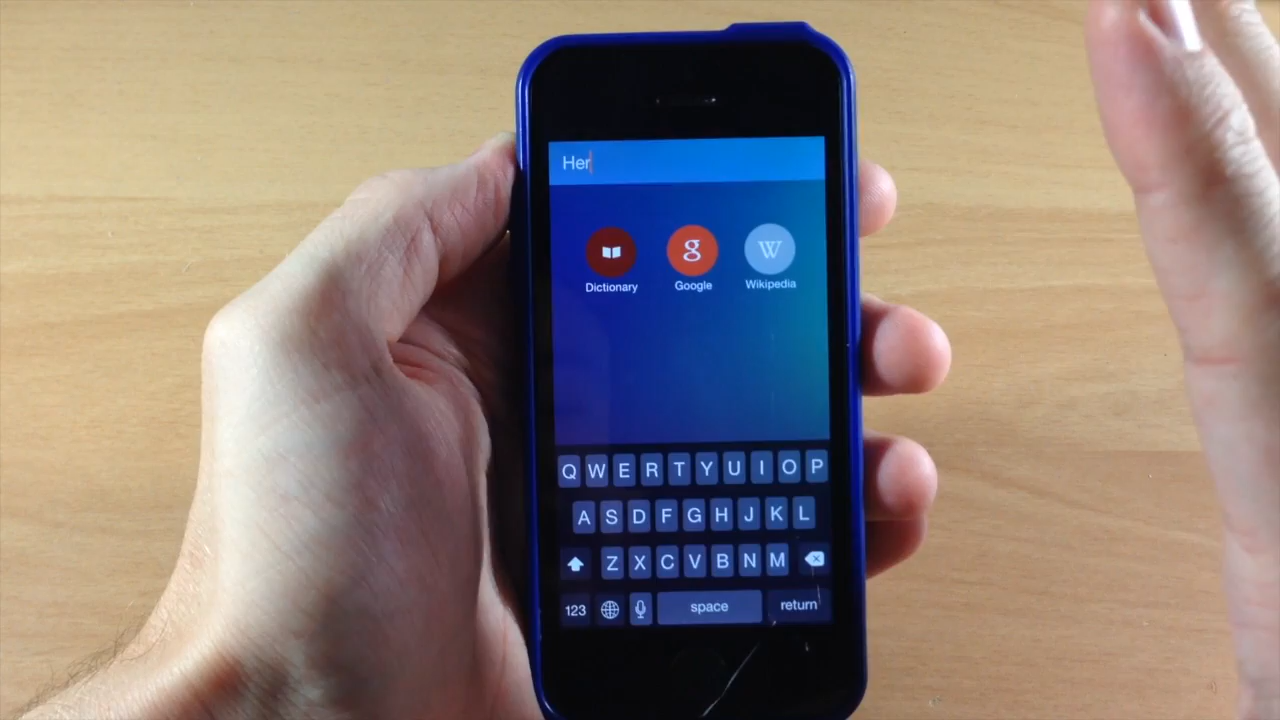 Her
g W
Dictionary Google Wikipedia
Q W E R T Y U I O P
A S D F G H J K L
Z X C V B N M
123 space return